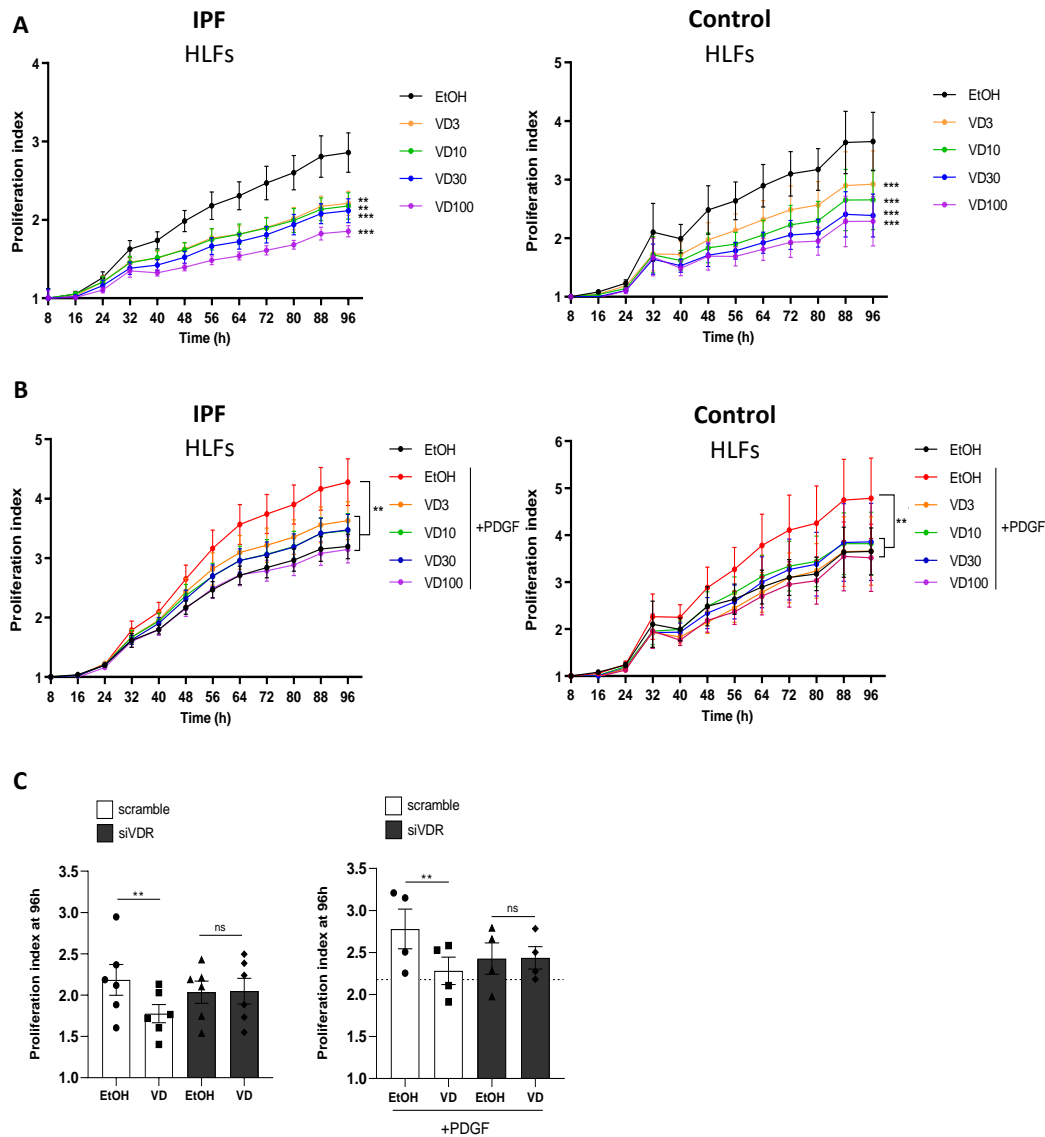 A
IPF
HLFs
Proliferation index
4
3
2
1
8 16 24 32 40 48 56 64 72 80 88 96
Time (h)
EtOH
VD3
VD10
VD30
VD100
**
**
***
***
Control
HLFs
Proliferation index
5
4
3
2
1
8 16 24 32 40 48 56 64 72 80 88 96
Time (h)
EtOH
VD3
VD10
VD30
VD100
***
***
***
***
B
IPF
HLFs
Proliferation index
5
4
3
2
1
8 16 24 32 40 48 56 64 72 80 88 96
Time (h)
**
EtOH
EtOH
VD3
VD10
VD30
VD100
+PDGF
Control
HLFs
Proliferation index
6
5
4
3
2
1
8 16 24 32 40 48 56 64 72 80 88 96
Time (h)
**
EtOH
EtOH
VD3
VD10
VD30
VD100
+PDGF
C
scramble
siVDR
Proliferation index at 96h
3.5
3.0
2.5
2.0
1.5
1.0
**
ns
EtOH VD EtOH VD
scramble
siVDR
Proliferation index at 96h
3.5
3.0
2.5
2.0
1.5
1.0
**
ns
EtOH VD EtOH VD
+PDGF